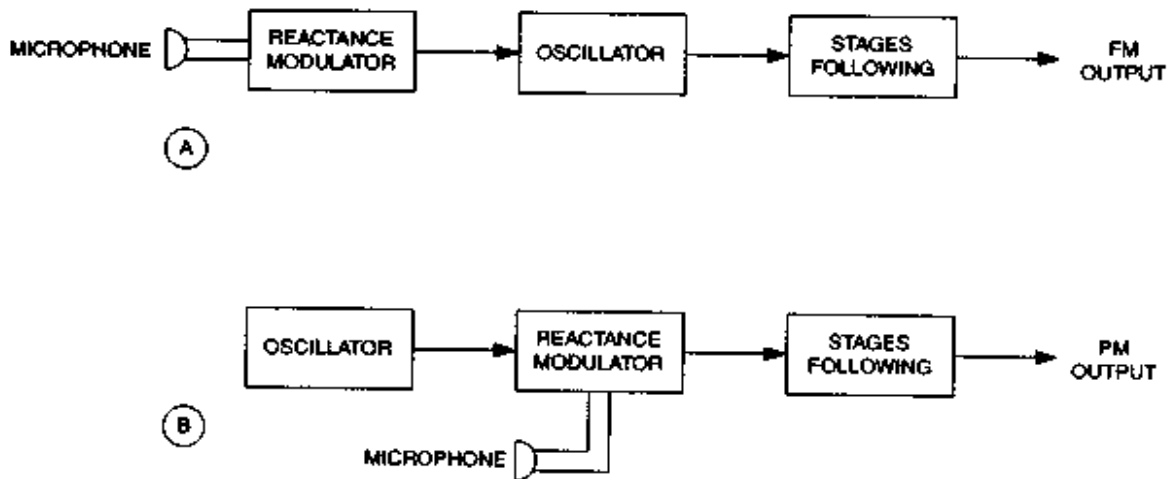 MICROPHONE
REACTANCE
MODULATOR
OSCILLATOR
STAGES
FOLLOWING
FM
OUTPUT
A
OSCILLATOR
REACTANCE
MODULATOR
STAGES
FOLLOWING
PM
OUTPUT
B
MICROPHONE